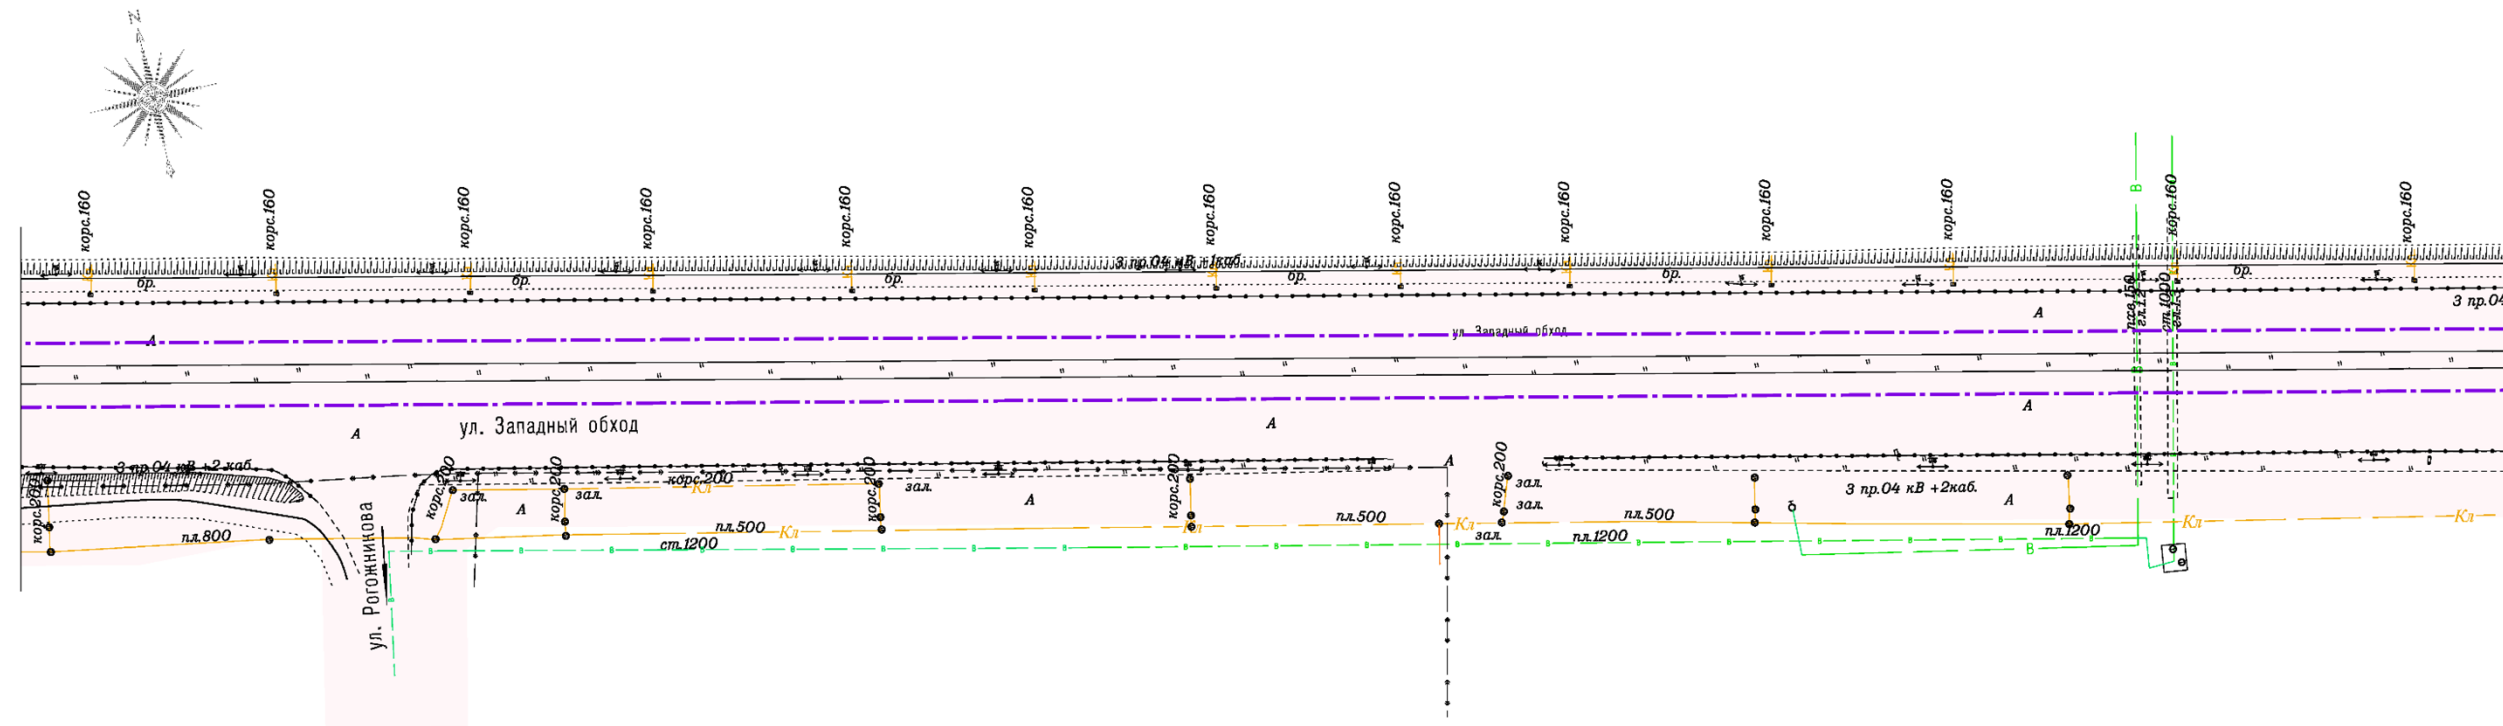 N
корс.160
корс.160
корс.160
корс.160
корс.160
корс.160
корс.160
корс.160
корс.160
корс.160
корс.160
корс.160
корс.160
3 пр.04 кВ +1каб.
бр.
бр.
бр.
бр.
бр.
бр.
3 пр.04
А
А
ул. Западный обход
ст.1000
А
А
А
ул. Западный обход
3 пр.04 кВ +2 каб.
корс.200
корс.200
зал.
корс.200
зал.
корс.200
Кл
корс.200
зал.
корс.200
А
корс.200
зал.
зал.
3 пр.04 кВ +2каб.
А
А
А
пл.800
пл.500
Кл
Кл
пл.500
Кл
зал.
пл.500
Кл
Кл
ст.1200
пл.1200
пл.1200
В
В
В
ул. Рогожникова